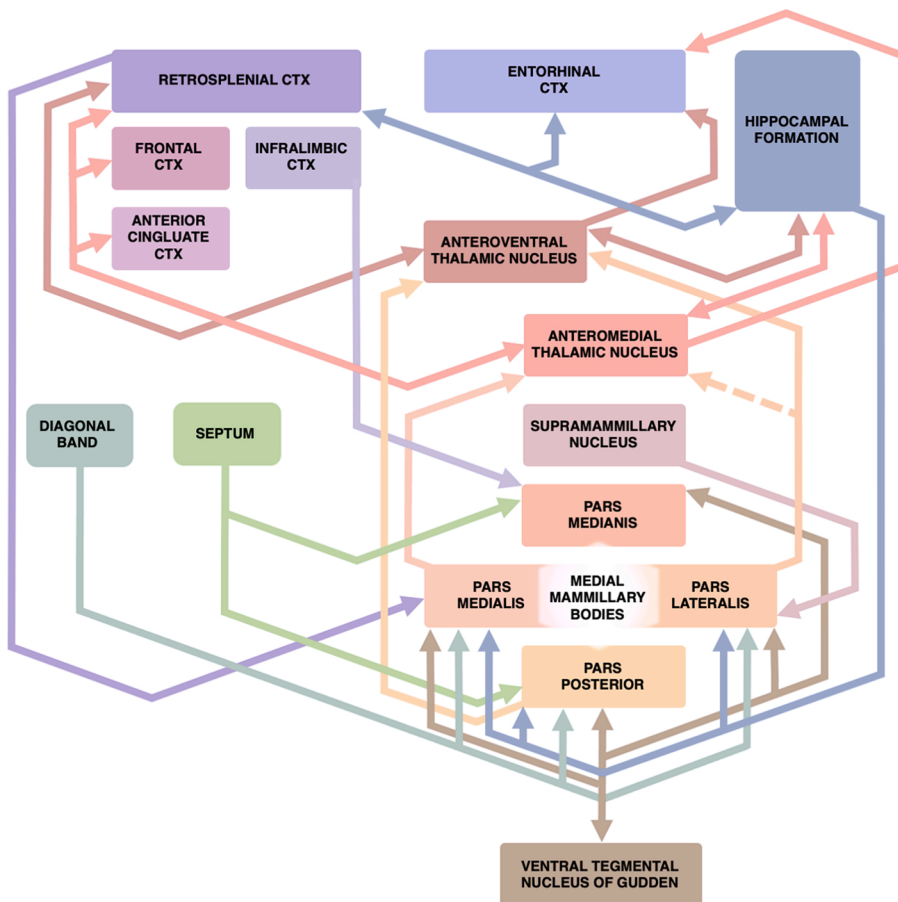 RETROSPLENIAL CTX
ENTORHINAL
CTX
HIPPOCAMPAL
FORMATION
FRONTAL
CTX
INFRALIMBIC
CTX
ANTERIOR
CINGLUATE
CTX
ANTEROVENTRAL
THALAMIC NUCLEUS
ANTEROMEDIAL
THALAMIC NUCLEUS
DIAGONAL
BAND
SEPTUM
SUPRAMAMMILLARY
NUCLEUS
PARS
MEDIANIS
PARS
MEDIALIS
MEDIAL
MAMMILLARY
BODIES
PARS
LATERALIS
PARS
POSTERIOR
VENTRAL TEGMENTAL
NUCLEUS OF GUDDEN